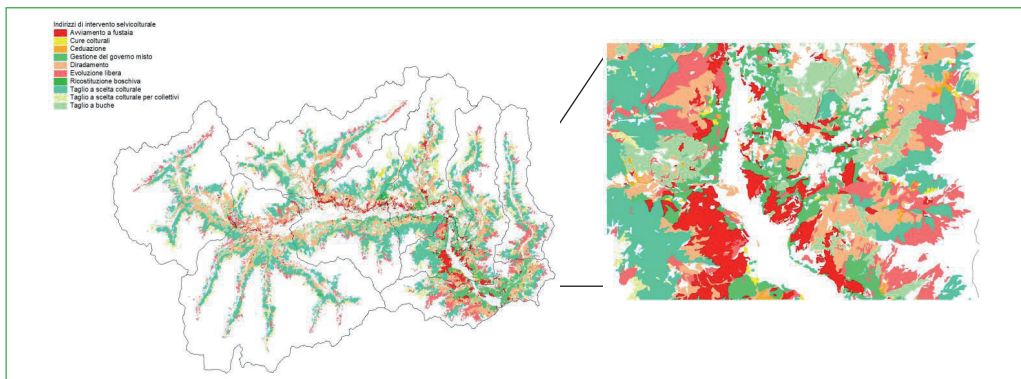 Indirizzi di intervento selvicolturale
Avviamento a fustaia
Cure colturali
Ceduazione
Gestione del governo misto
Diradamento
Evoluzione libera
Ricostituzione boschiva
Taglio a scelta colturale
Taglio a scelta colturale per collettivi
Taglio a buche